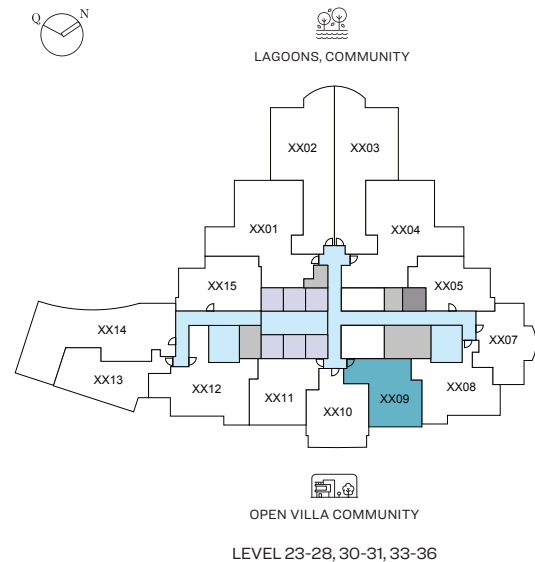 Q N
LAGOONS, COMMUNITY
XX02 XX03
XX01 XX04
XX15 XX05
XX14 XX07
XX13 XX12 XX11 XX10 XX09 XX08
OPEN VILLA COMMUNITY
LEVEL 23-28, 30-31, 33-36